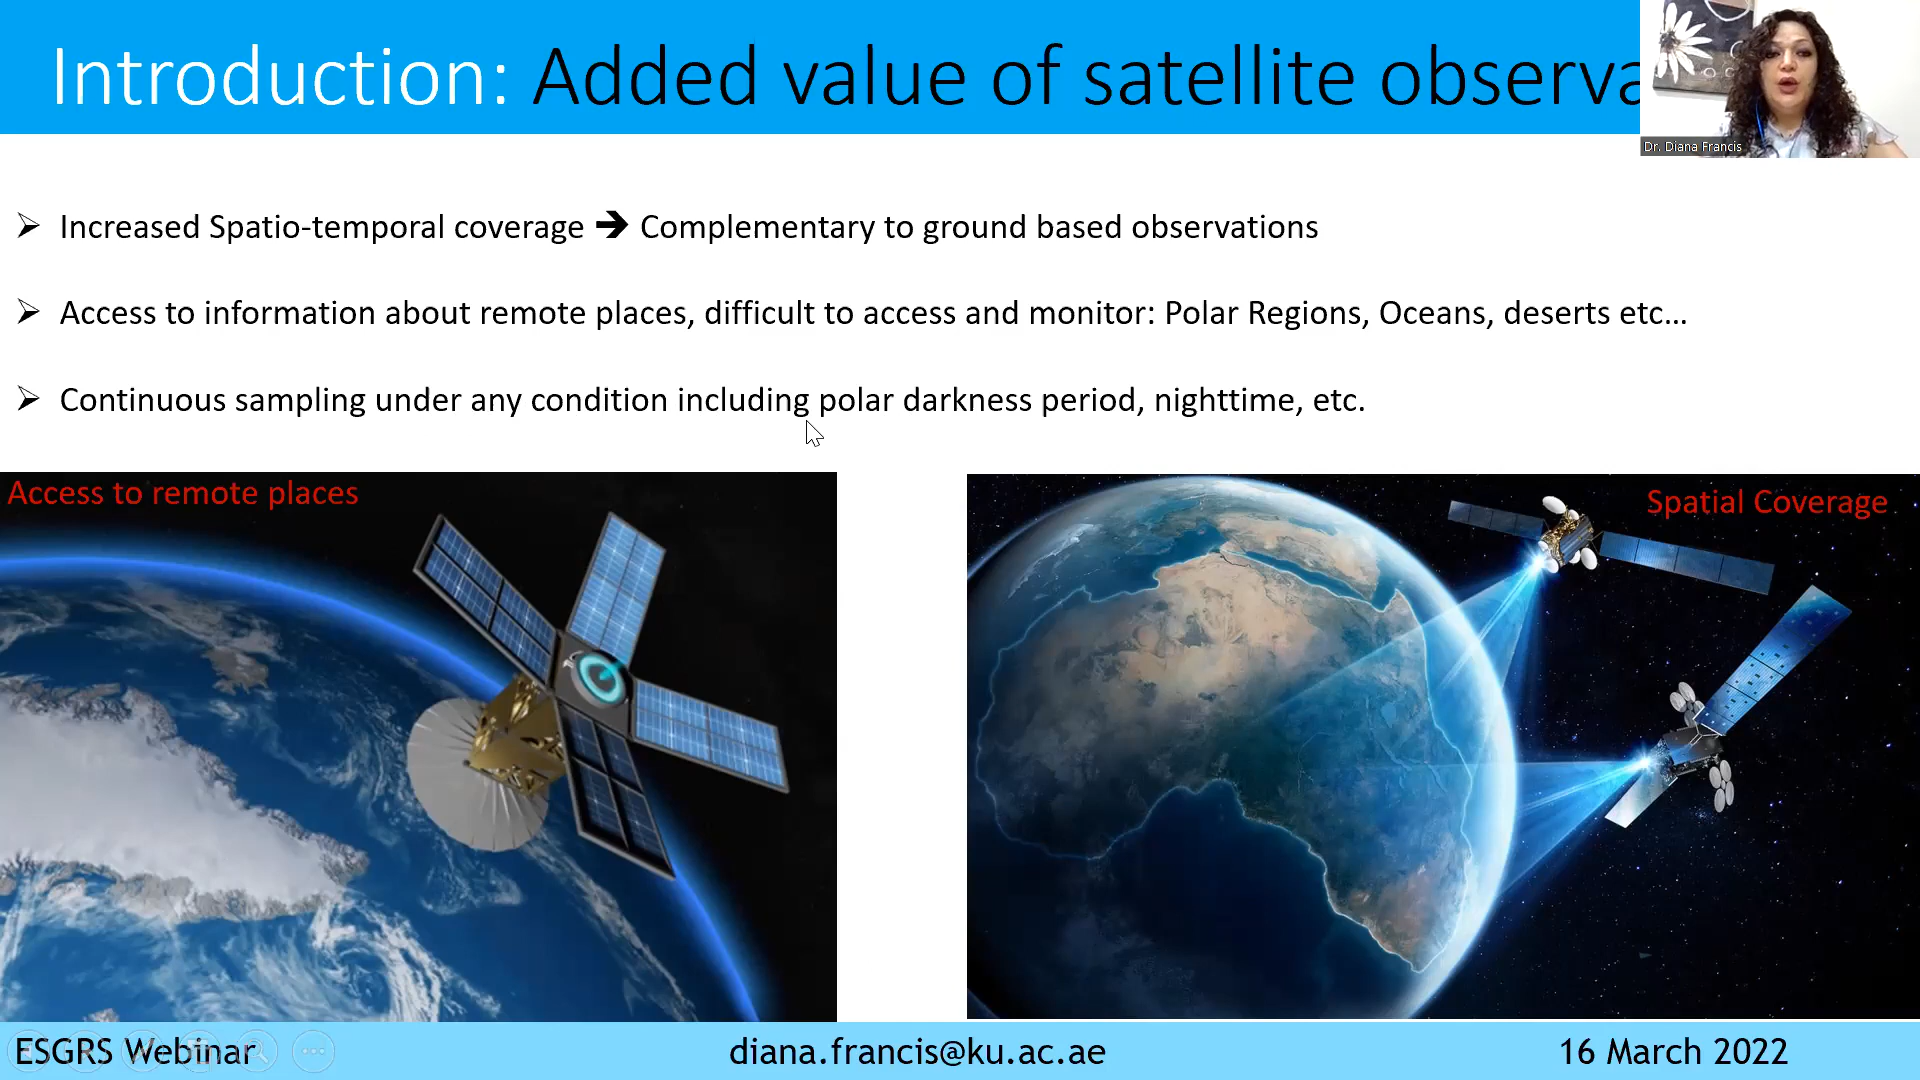 Introduction: Added value of satellite observa
Dr. Diana Francis
➢ Increased Spatio-temporal coverage ➔ Complementary to ground based observations
➢ Access to information about remote places, difficult to access and monitor: Polar Regions, Oceans, deserts etc…
➢ Continuous sampling under any condition including polar darkness period, nighttime, etc.
Access to remote places
Spatial Coverage
ESGRS Webinar
diana.francis@ku.ac.ae
16 March 2022